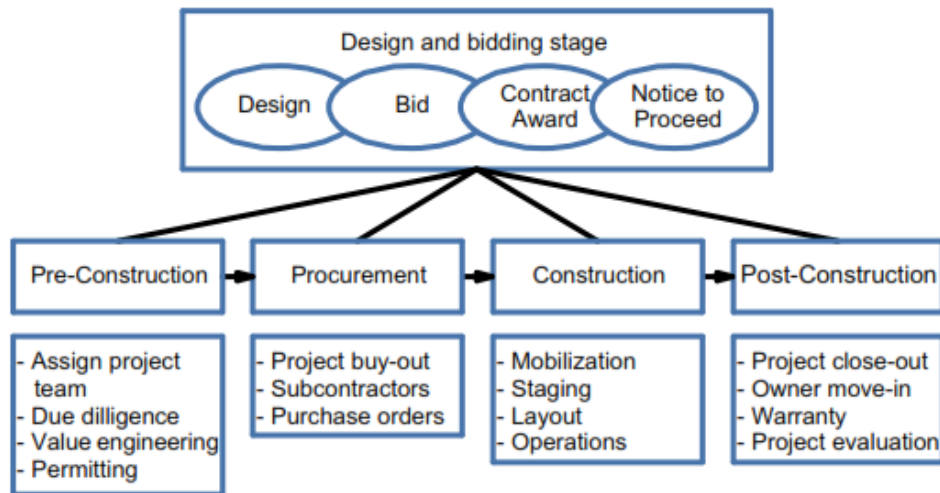 Design and bidding stage
Design
Bid
Contract
Award
Notice to
Proceed
Pre-Construction
Procurement
Construction
Post-Construction
- Assign project
team
- Due dilligence
- Value engineering
- Permitting
- Project buy-out
- Subcontractors
- Purchase orders
- Mobilization
- Staging
- Layout
- Operations
- Project close-out
- Owner move-in
- Warranty
- Project evaluation